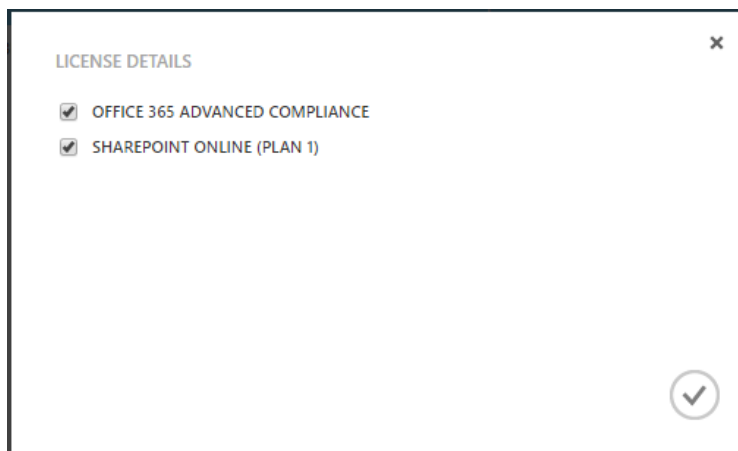 LICENSE DETAILS
OFFICE 365 ADVANCED COMPLIANCE
SHAREPOINT ONLINE (PLAN 1)